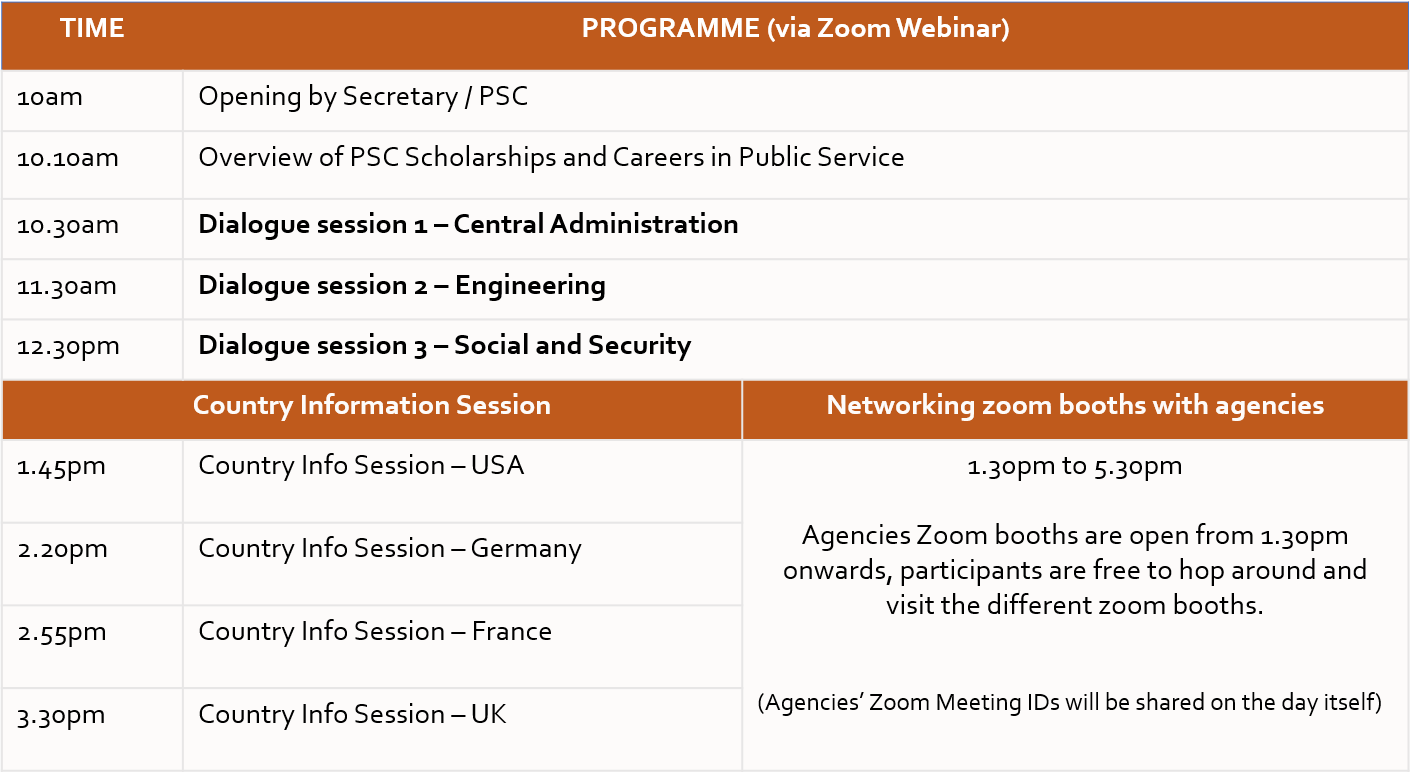 TIME
PROGRAMME (via Zoom Webinar)
10am
Opening by Secretary / PSC
10.10am
Overview of PSC Scholarships and Careers in Public Service
10.30am
Dialogue session 1 – Central Administration
11.30am
Dialogue session 2 – Engineering
12.30pm
Dialogue session 3 – Social and Security
Country Information Session
Networking zoom booths with agencies
1.45pm
Country Info Session – USA
2.20pm
Country Info Session – Germany
2.55pm
Country Info Session – France
3.30pm
Country Info Session – UK
1.30pm to 5.30pm
Agencies Zoom booths are open from 1.30pm
onwards, participants are free to hop around and
visit the different zoom booths.
(Agencies’ Zoom Meeting IDs will be shared on the day itself)